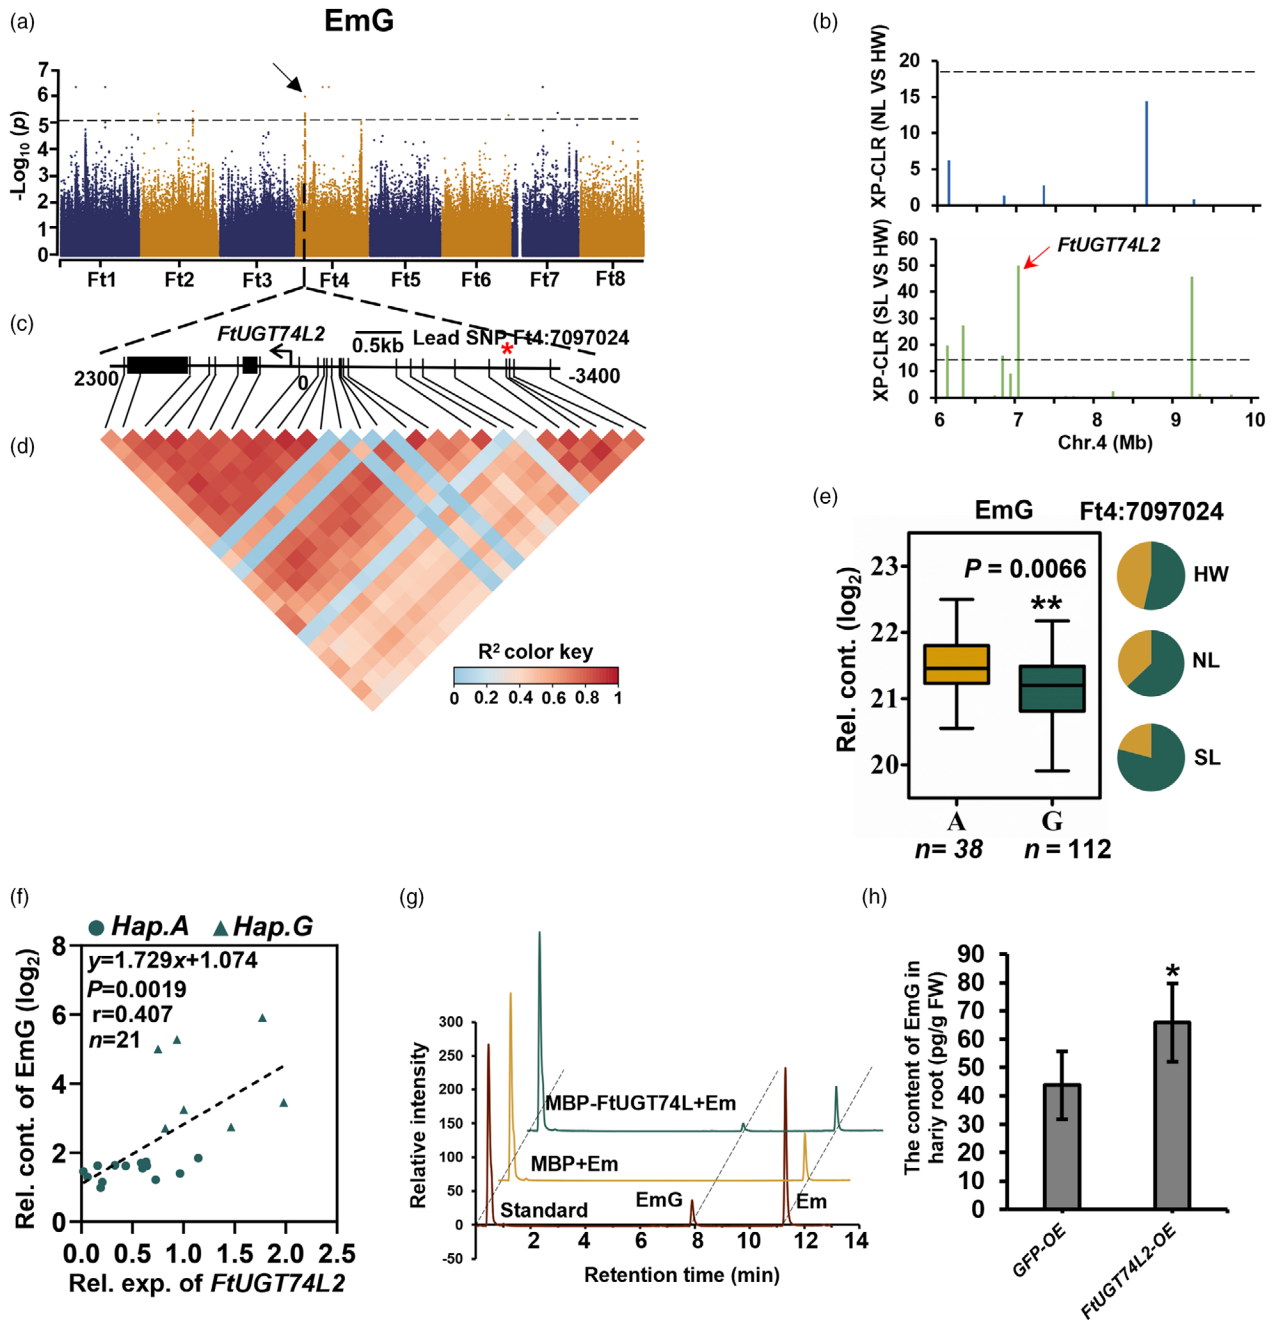 (a)
EmG
-Log10 (p)
7
6
5
4
3
2
1
0
Ft1 Ft2 Ft3 Ft4 Ft5 Ft6 Ft7 Ft8
(b)
XP-CLR (NL VS HW)
20
15
10
5
0
XP-CLR (SL VS HW)
60
50
40
30
20
10
0
FtUGT74L2
6 7 8 9 10
Chr.4 (Mb)
(c)
FtUGT74L2
0.5kb
Lead SNP Ft4:7097024
*
2300
0
-3400
(d)
R2 color key
0 0.2 0.4 0.6 0.8 1
(e)
EmG
Ft4:7097024
Rel. cont. (log2)
23
22
21
20
P = 0.0066
**
A G
n= 38 n = 112
HW
NL
SL
(f)
Hap.A Hap.G
Rel. cont. of EmG (log2)
8
6
4
2
0
y=1.729x+1.074
P=0.0019
r=0.407
n=21
0.0 0.5 1.0 1.5 2.0 2.5
Rel. exp. of FtUGT74L2
(g)
Relative intensity
300
250
200
150
100
50
0
-50
MBP-FtUGT74L+Em
MBP+Em
Standard
EmG
Em
2 4 6 8 10 12 14
Retention time (min)
(h)
The content of EmG in
hariy root (pg/g FW)
90
80
70
60
50
40
30
20
10
0
*
GFP-OE
FtUGT74L2-OE